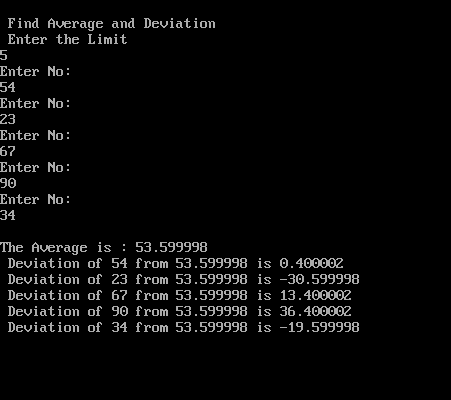 Find Average and Deviation
Enter the Limit
5
Enter No:
54
Enter No:
23
Enter No:
67
Enter No:
90
Enter No:
34
The Average is : 53.599998
Deviation of 54 from 53.599998 is 0.400002
Deviation of 23 from 53.599998 is -30.599998
Deviation of 67 from 53.599998 is 13.400002
Deviation of 90 from 53.599998 is 36.400002
Deviation of 34 from 53.599998 is -19.599998